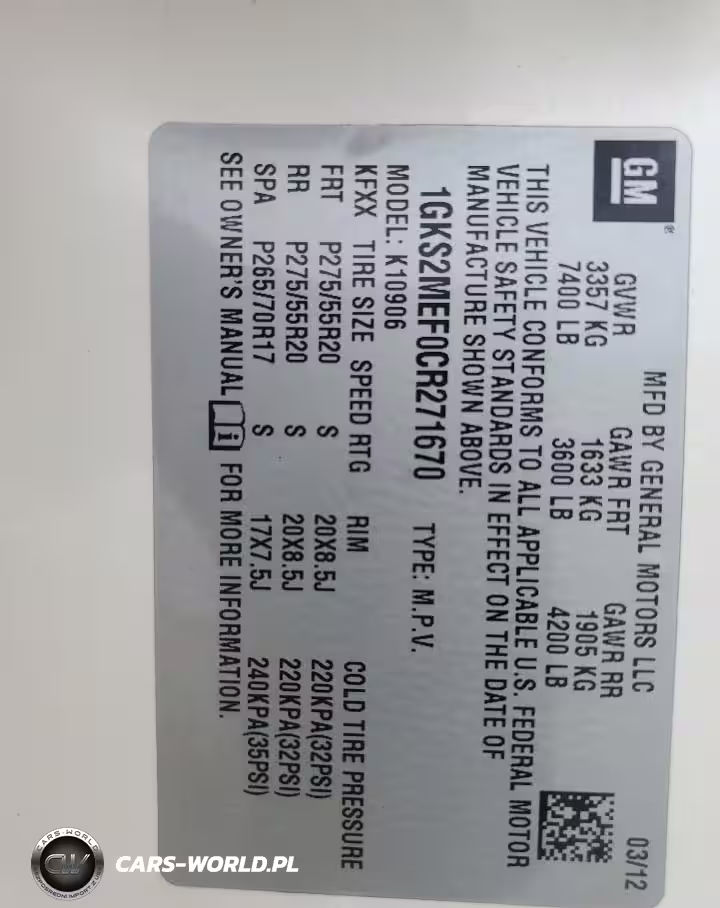 GM
MFD BY GENERAL MOTORS LLC 03/12
GVWR GAWR FRT GAWR RR
3357 KG 1633 KG 1905 KG
7400 LB 3600 LB 4200 LB
THIS VEHICLE CONFORMS TO ALL APPLICABLE U.S. FEDERAL MOTOR
VEHICLE SAFETY STANDARDS IN EFFECT ON THE DATE OF
MANUFACTURE SHOWN ABOVE.
1GKS2MEF0CR271670 TYPE: M.P.V.
MODEL: K10906
KFXX TIRE SIZE SPEED RTG RIM COLD TIRE PRESSURE
FRT P275/55R20 S 20X8.5J 220KPA(32PSI)
RR P275/55R20 S 20X8.5J 220KPA(32PSI)
SPA P265/70R17 S 17X7.5J 240KPA(35PSI)
SEE OWNER'S MANUAL FOR MORE INFORMATION.
CARS-WORLD
CW
CARS-WORLD.PL